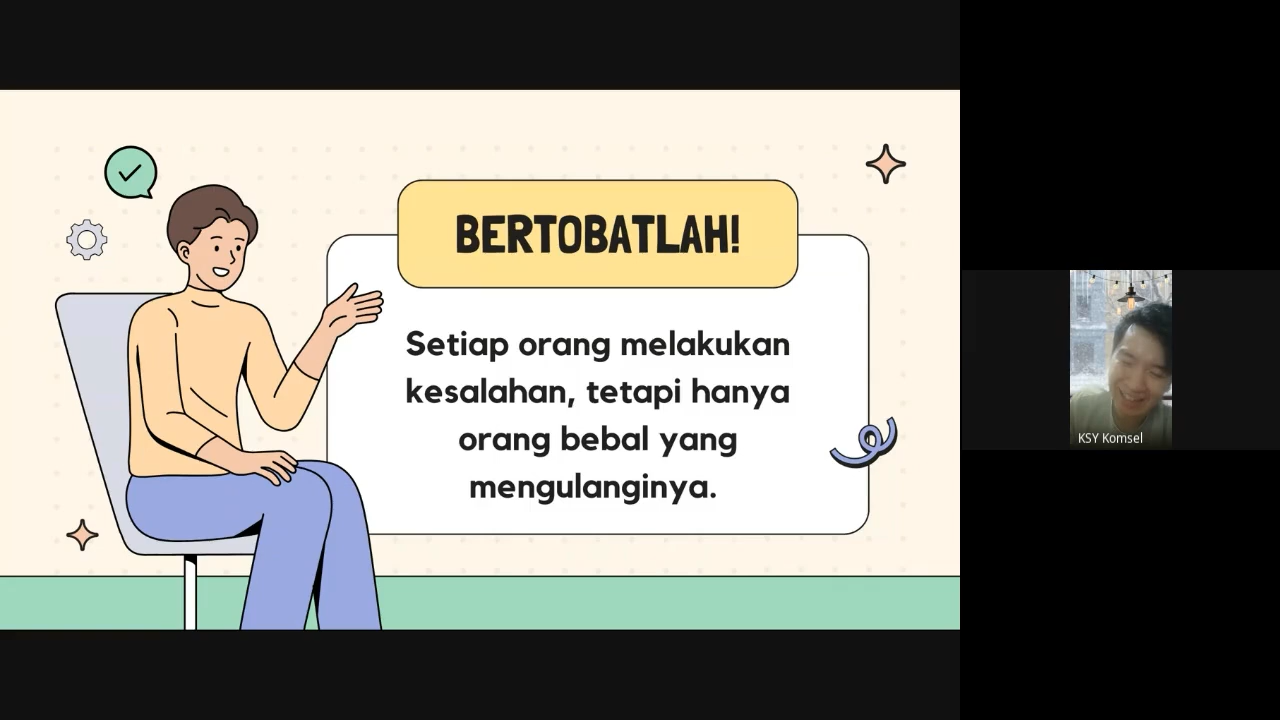 BERTOBATLAH!
Setiap orang melakukan
kesalahan, tetapi hanya
orang bebal yang
mengulanginya.
KSY Komsel